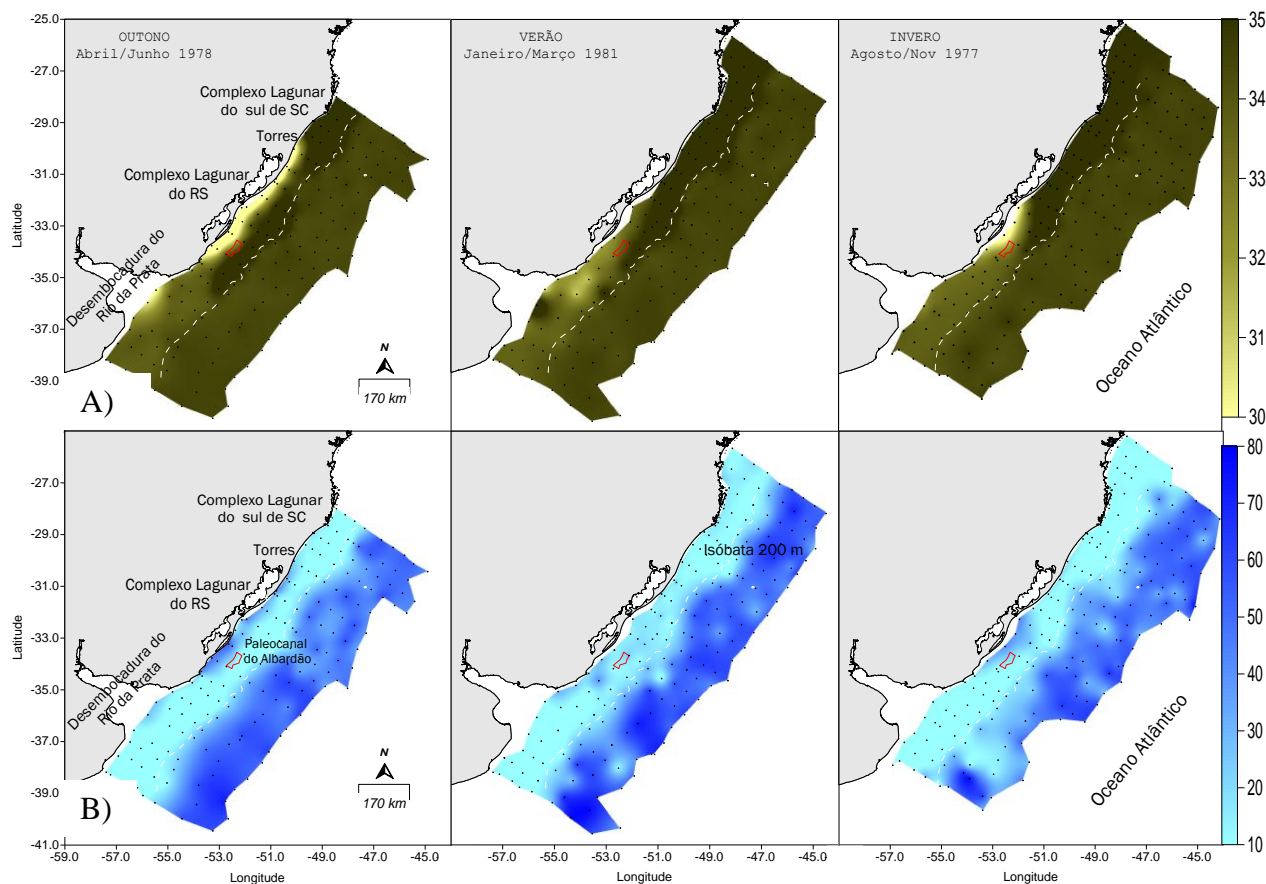 -25.0
-27.0
-29.0
-31.0
-33.0
-35.0
-37.0
-39.0
Latitude
OUTONO
Abril/Junho 1978
Complexo Lagunar
do sul de SC
Torres
Complexo Lagunar
do RS
Desembocadura do
Rio da Prata
N
170 km
A)
VERÃO
Janeiro/Março 1981
INVERO
Agosto/Nov 1977
Oceano Atlântico
35
34
33
32
31
30
-27.0
-29.0
-31.0
-33.0
-35.0
-37.0
-39.0
-41.0
Latitude
Complexo Lagunar
do sul de SC
Torres
Complexo Lagunar
do RS
Paleocanal
do Albardão
Desembocadura do
Rio da Prata
N
170 km
B)
Isóbata 200 m
Oceano Atlântico
80
70
60
50
40
30
20
10
-59.0 -57.0 -55.0 -53.0 -51.0 -49.0 -47.0 -45.0
Longitude
-57.0 -55.0 -53.0 -51.0 -49.0 -47.0 -45.0
Longitude
-57.0 -55.0 -53.0 -51.0 -49.0 -47.0 -45.0
Longitude